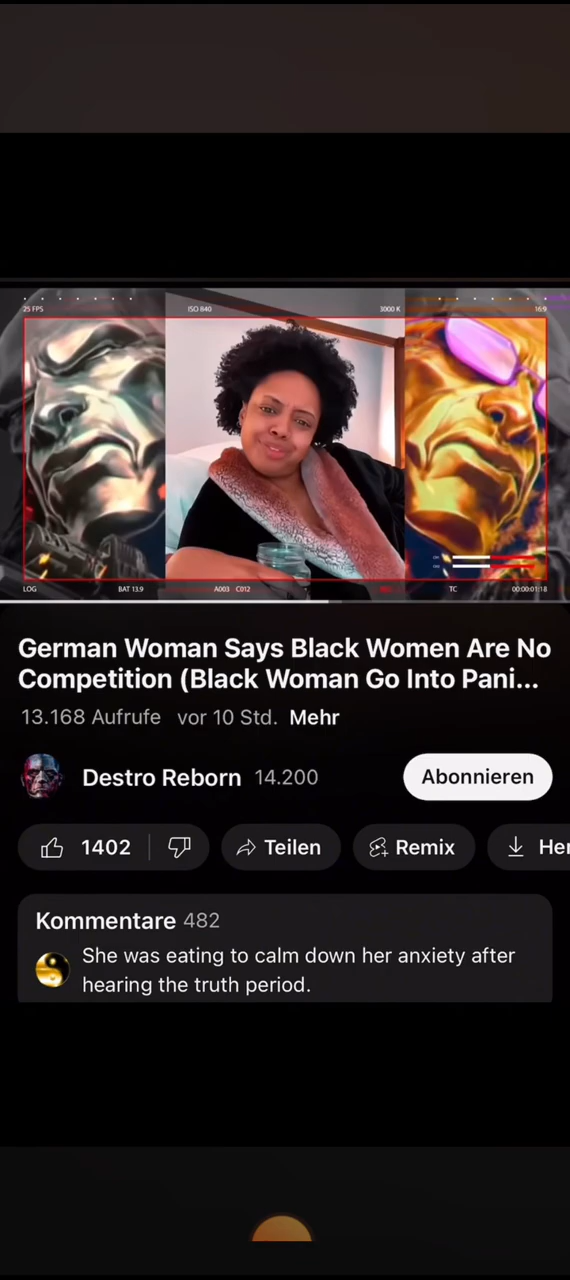 25 FPS
ISO 840
3000 K
16:9
LOG
BAT 13.9
A003 C012
TC
00:00:01:18
German Woman Says Black Women Are No
Competition (Black Woman Go Into Pani...
13.168 Aufrufe vor 10 Std. Mehr
Destro Reborn 14.200
Abonnieren
1402
Teilen
Remix
Her
Kommentare 482
She was eating to calm down her anxiety after
hearing the truth period.